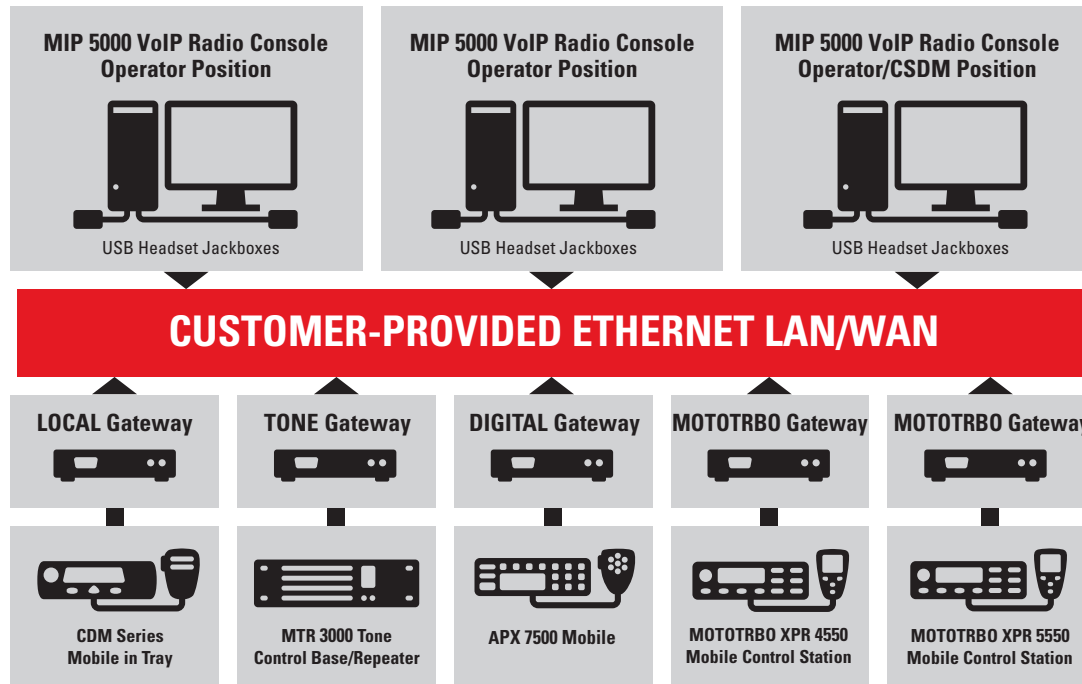 MIP 5000 VoIP Radio Console
Operator Position
MIP 5000 VoIP Radio Console
Operator Position
MIP 5000 VoIP Radio Console
Operator/CSDM Position
USB Headset Jackboxes
USB Headset Jackboxes
USB Headset Jackboxes
CUSTOMER-PROVIDED ETHERNET LAN/WAN
LOCAL Gateway
TONE Gateway
DIGITAL Gateway
MOTOTRBO Gateway
MOTOTRBO Gateway
CDM Series
Mobile in Tray
MTR 3000 Tone
Control Base/Repeater
APX 7500 Mobile
MOTOTRBO XPR 4550
Mobile Control Station
MOTOTRBO XPR 5550
Mobile Control Station